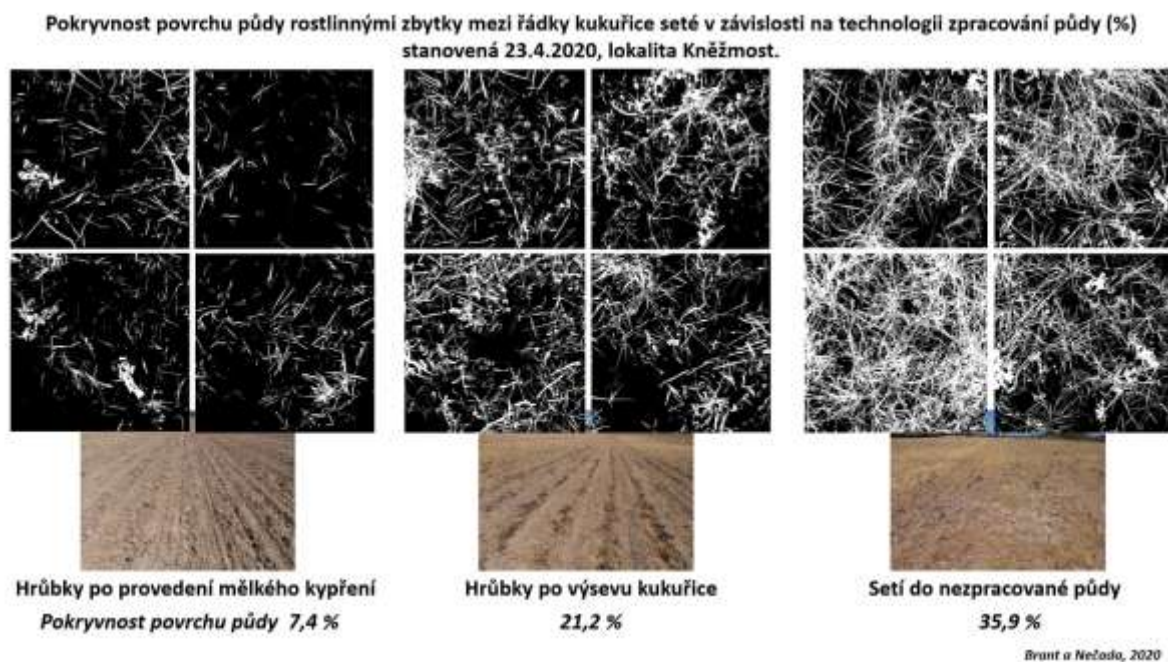 Pokryvnost povrchu půdy rostlinnými zbytky mezi řádky kukuřice seté v závislosti na technologii zpracování půdy (%)
stanovená 23.4.2020, lokalita Kněžmost.
Hrůbky po provedení mělkého kypření
Hrůbky po výsevu kukuřice
Setí do nezpracované půdy
Pokryvnost povrchu půdy 7,4 %
21,2 %
35,9 %
Brant a Nečada, 2020